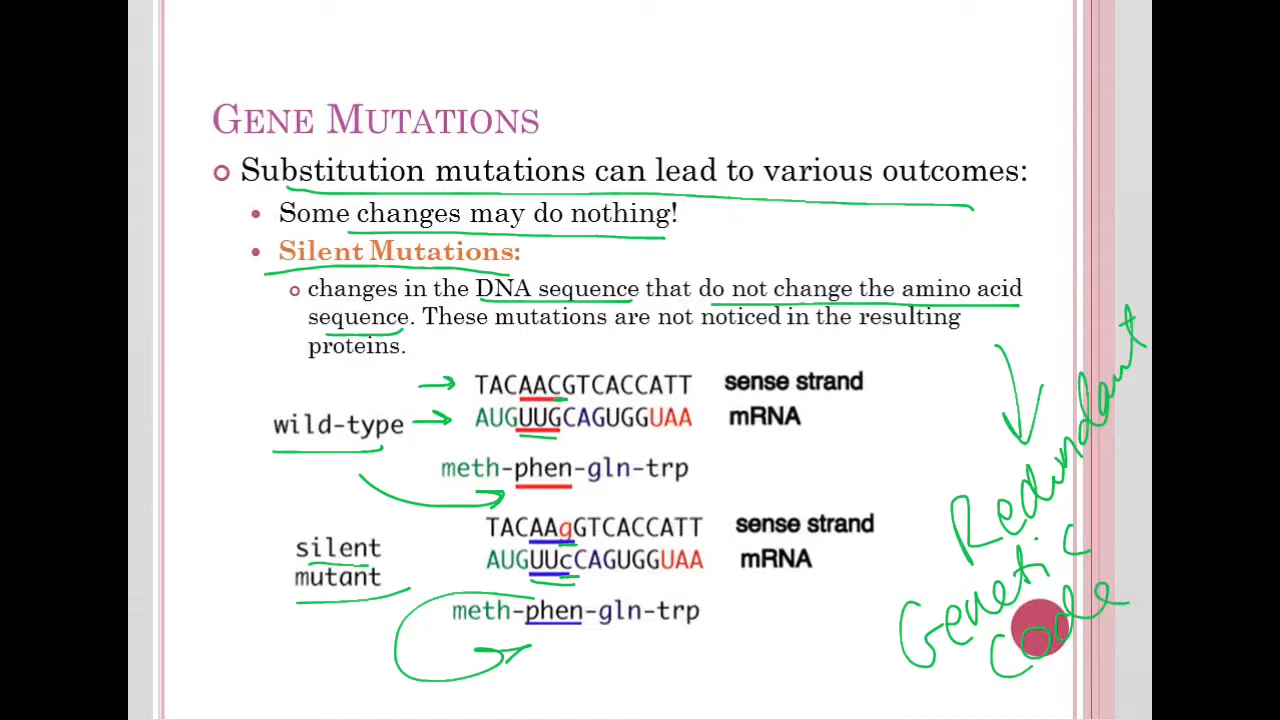 GENE MUTATIONS
Substitution mutations can lead to various outcomes:
Some changes may do nothing!
Silent Mutations:
changes in the DNA sequence that do not change the amino acid
sequence. These mutations are not noticed in the resulting
proteins.
wild-type
TACAACGTCACCATT sense strand
AUGUUGCAGUGGUAA mRNA
meth-phen-gln-trp
silent
mutant
TACAAgGTCACCATT sense strand
AUGUUcCAGUGGUAA mRNA
meth-phen-gln-trp
Redundant
Genetic
Code